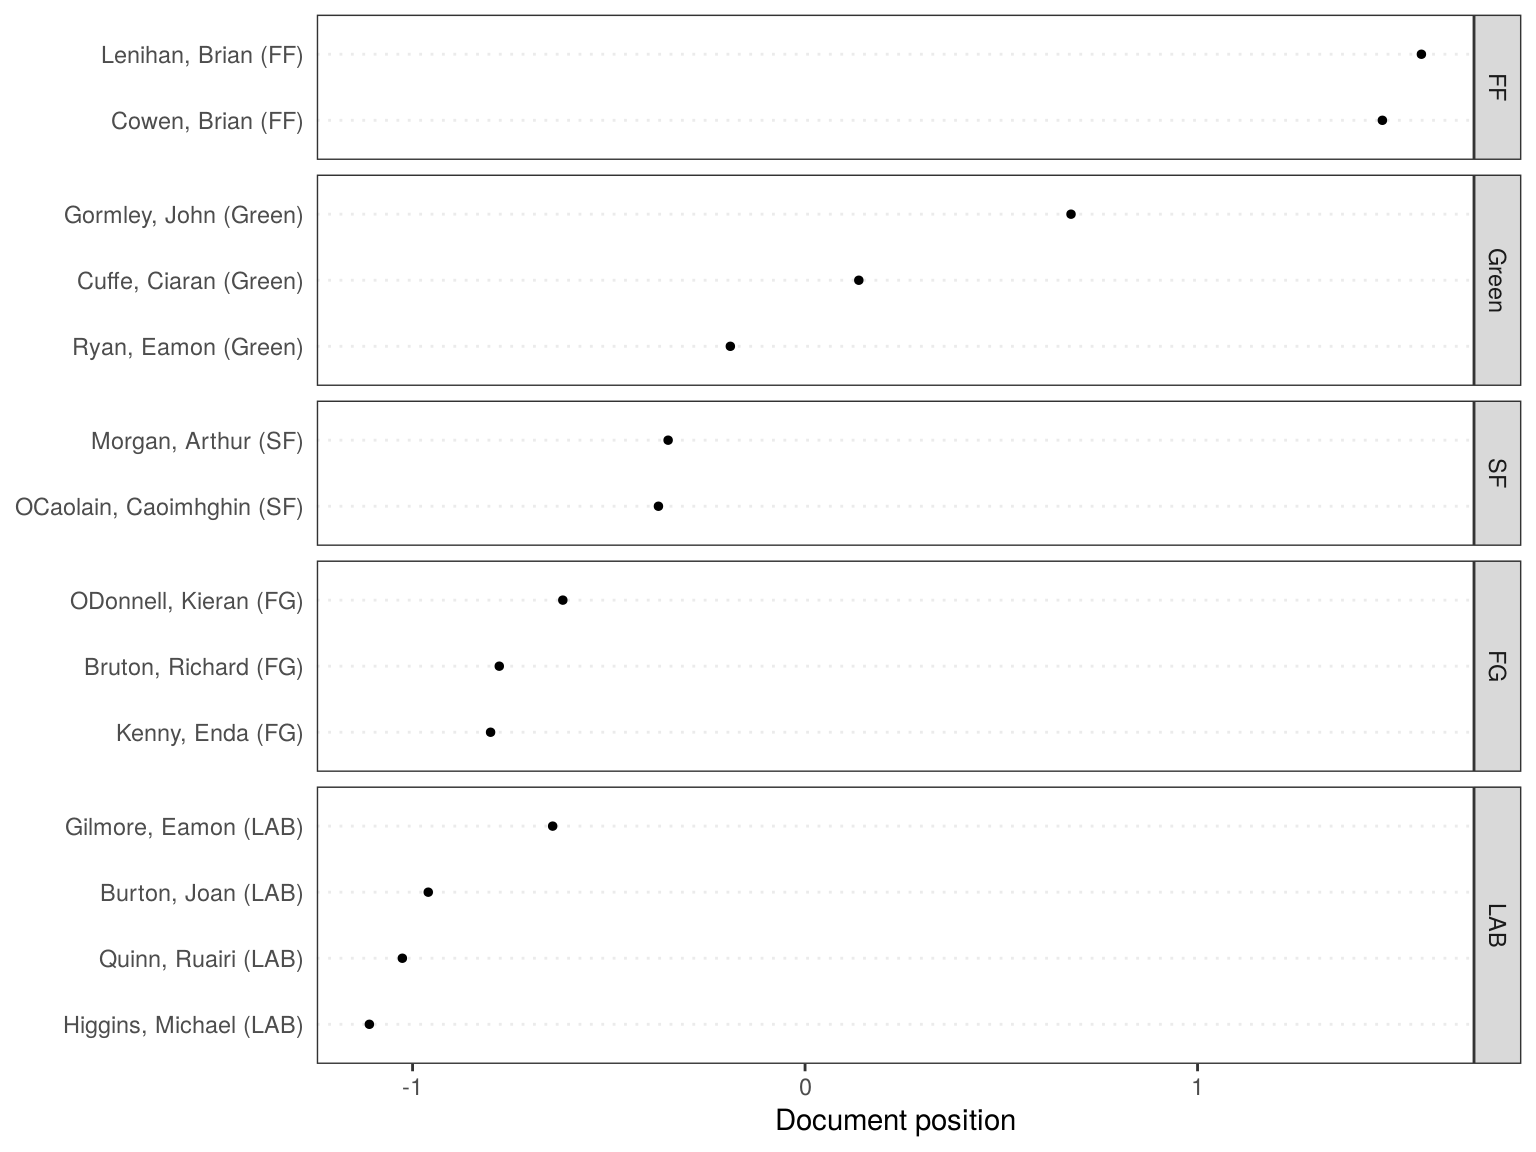 Lenihan, Brian (FF)
Cowen, Brian (FF)
FF
Gormley, John (Green)
Cuffe, Ciaran (Green)
Ryan, Eamon (Green)
Green
Morgan, Arthur (SF)
OCaolain, Caoimhghin (SF)
SF
ODonnell, Kieran (FG)
Bruton, Richard (FG)
Kenny, Enda (FG)
FG
Gilmore, Eamon (LAB)
Burton, Joan (LAB)
Quinn, Ruairi (LAB)
Higgins, Michael (LAB)
LAB
-1 0 1
Document position